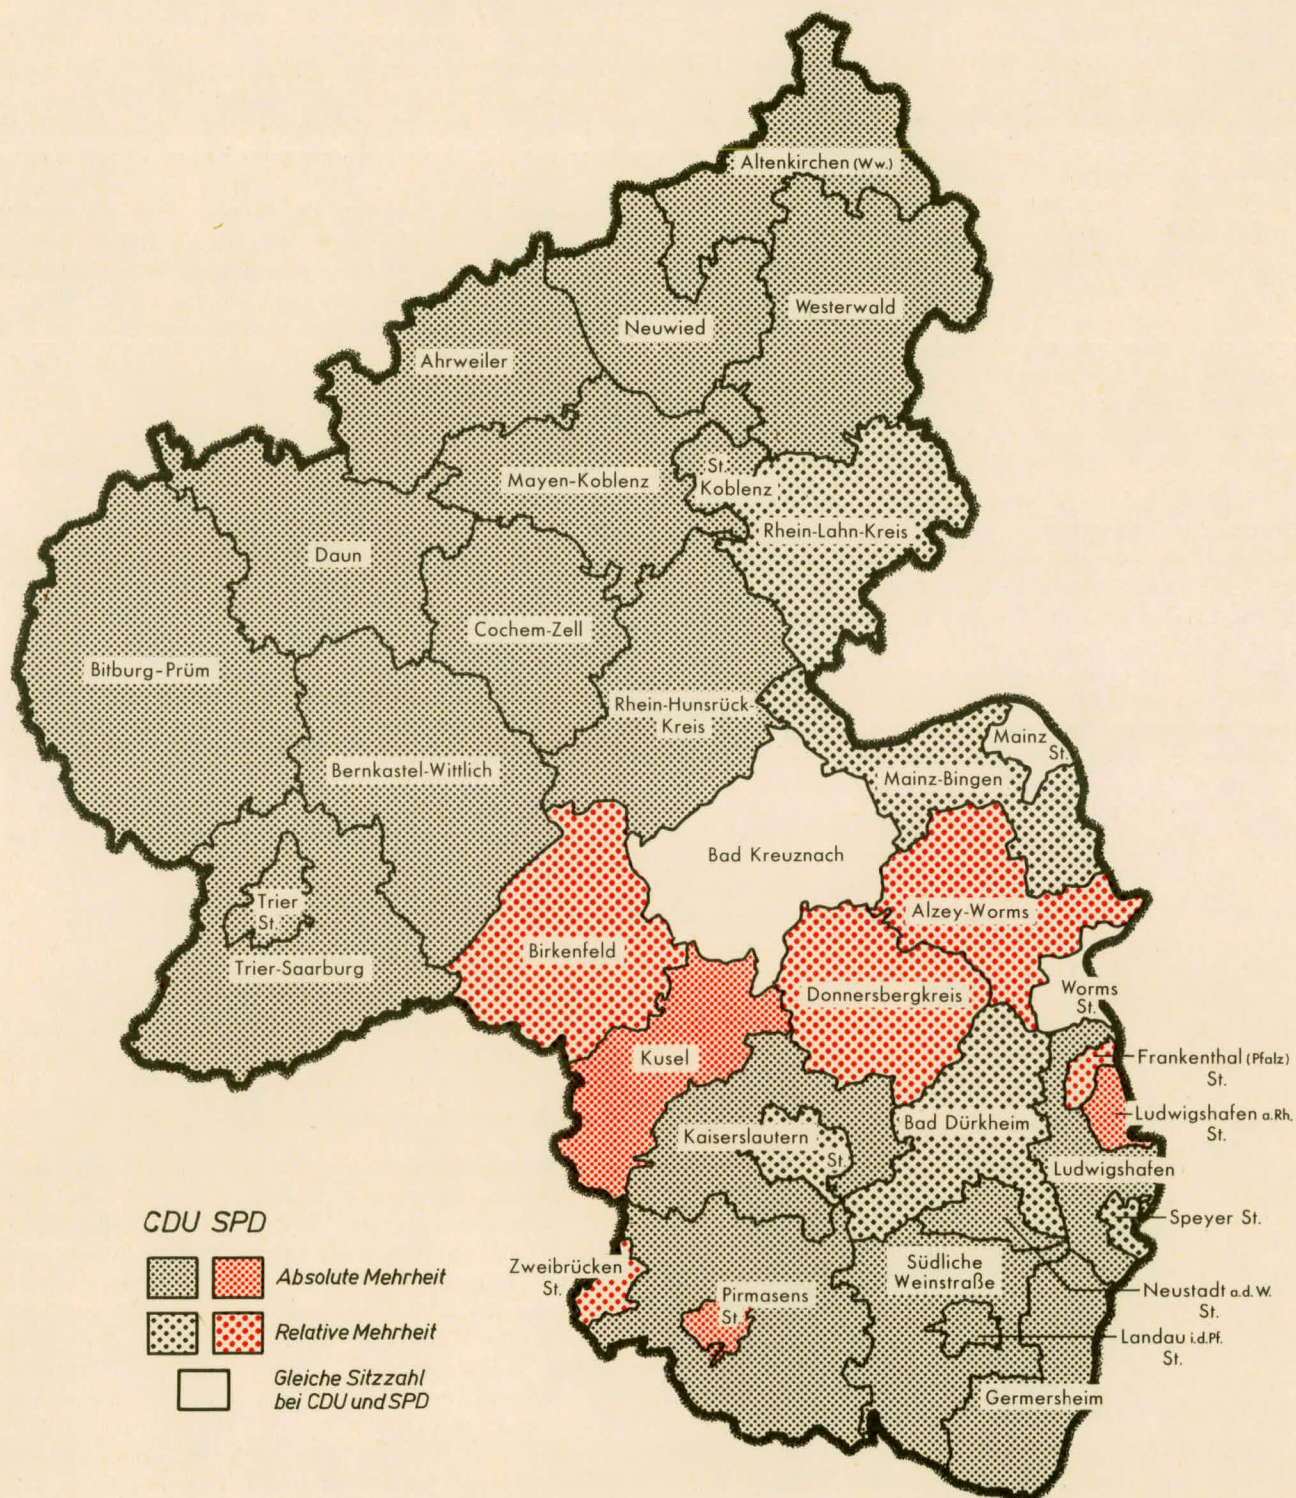 Altenkirchen (Ww.)
Westerwald
Neuwied
Ahrweiler
Mayen-Koblenz
St.
Koblenz
Rhein-Lahn-Kreis
Daun
Cochem-Zell
Bitburg-Prüm
Rhein-Hunsrück-
Kreis
Mainz
St.
Bernkastel-Wittlich
Mainz-Bingen
Bad Kreuznach
Trier
St.
Alzey-Worms
Birkenfeld
Trier-Saarburg
Donnersbergkreis
Worms
St.
Kusel
Frankenthal (Pfalz)
St.
Ludwigshafen a.Rh.
St.
Bad Dürkheim
Kaiserslautern
St.
Ludwigshafen
Speyer St.
Zweibrücken
St.
Südliche
Weinstraße
Pirmasens
St.
Neustadt a.d.W.
St.
Landau i.d.Pf.
St.
Germersheim
CDU SPD
Absolute Mehrheit
Relative Mehrheit
Gleiche Sitzzahl
bei CDU und SPD